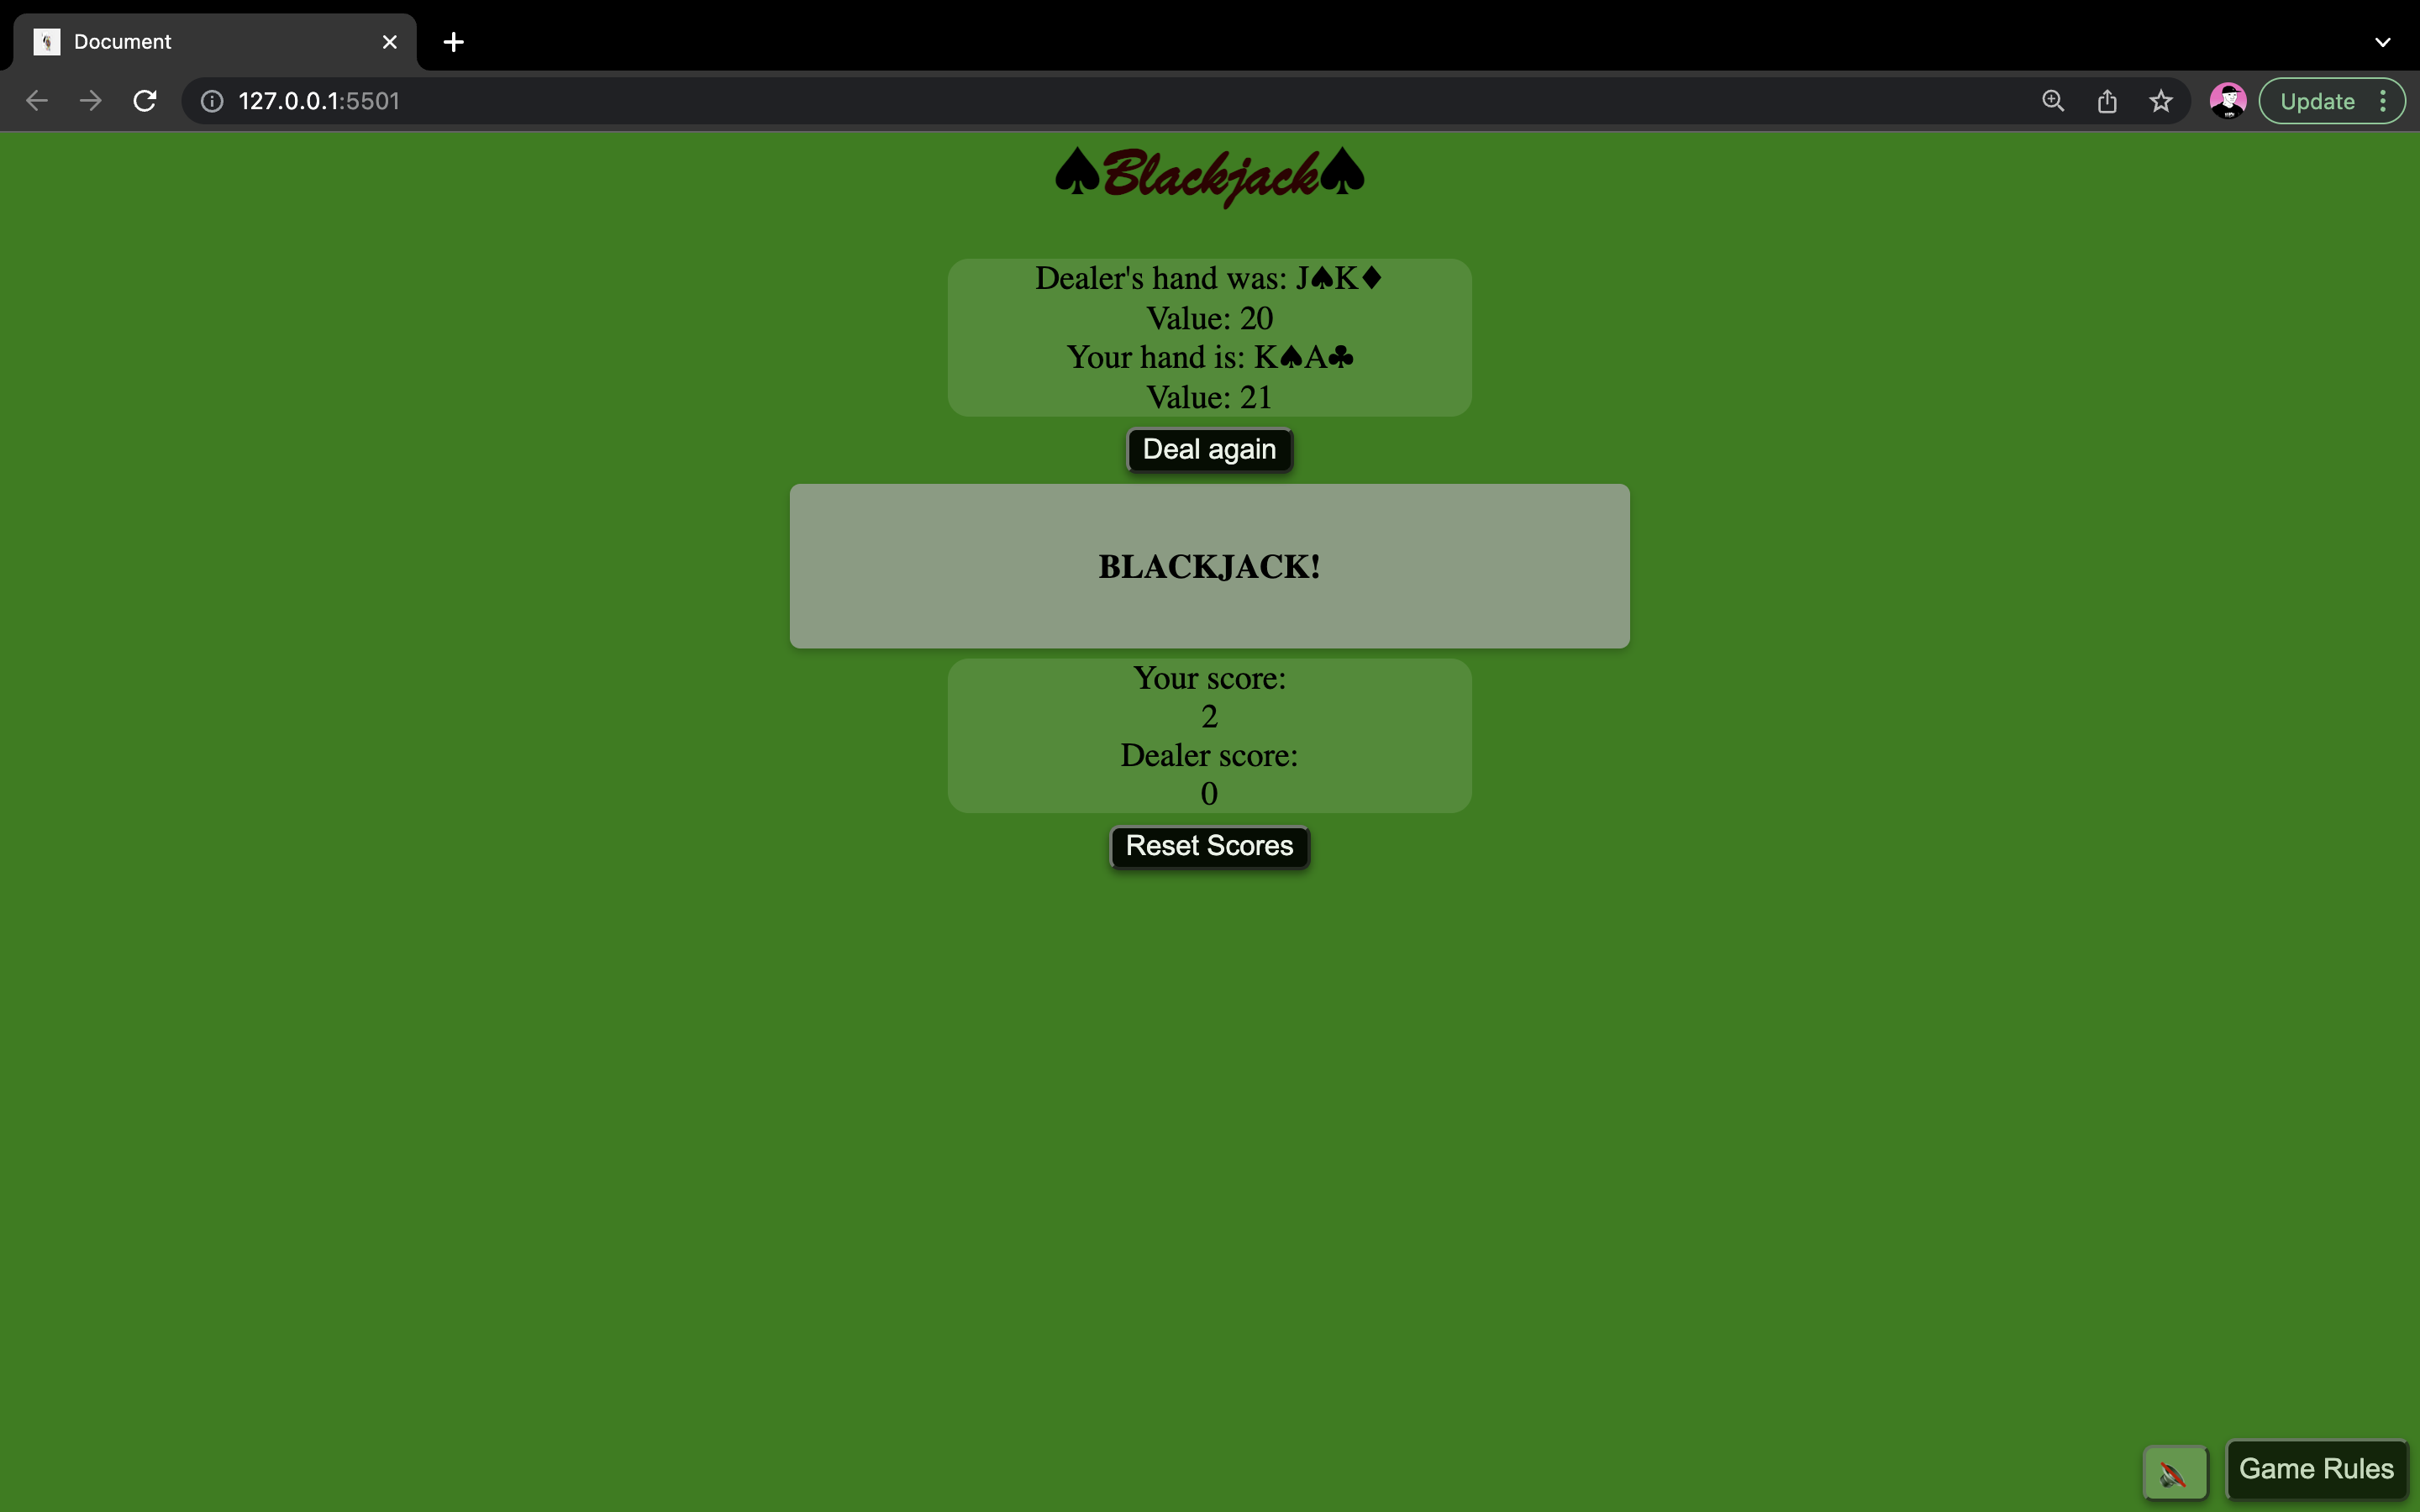 Document
127.0.0.1:5501
Update
♠Blackjack♠
Dealer's hand was: J♠K♦
Value: 20
Your hand is: K♠A♣
Value: 21
Deal again
BLACKJACK!
Your score:
2
Dealer score:
0
Reset Scores
Game Rules